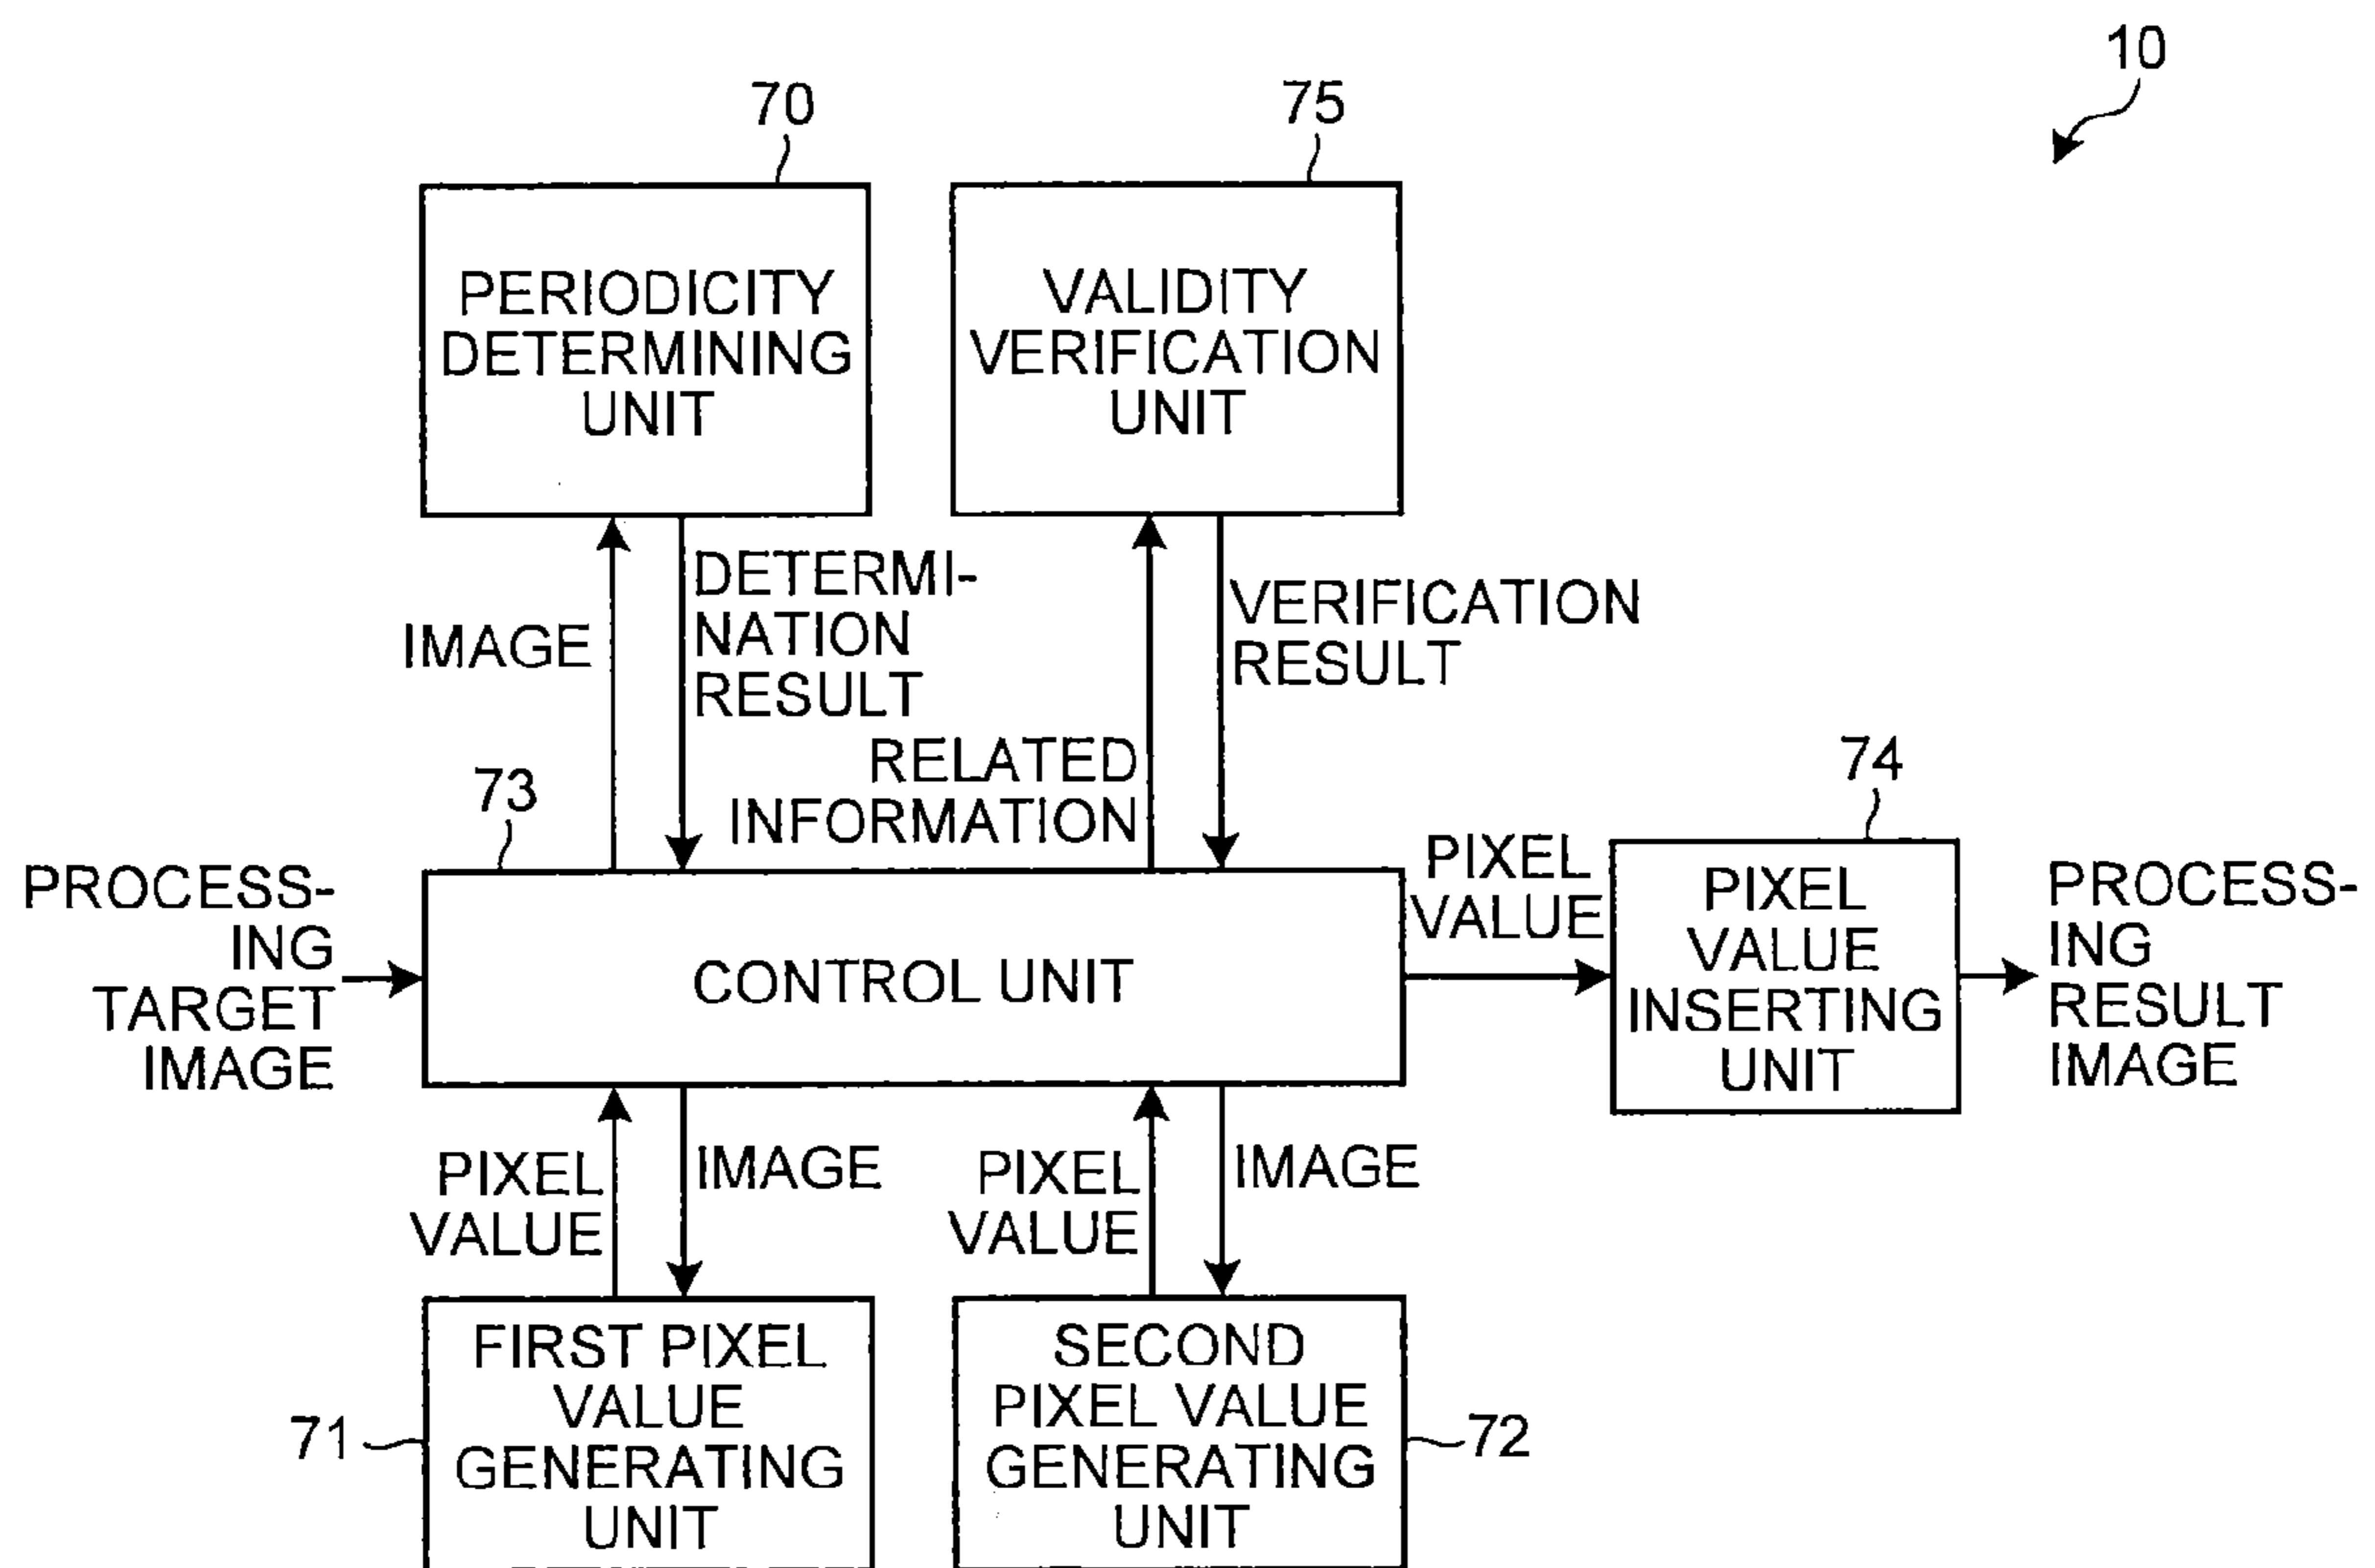 10
70
75
PERIODICITY
DETERMINING
UNIT
VALIDITY
VERIFICATION
UNIT
IMAGE
DETERMI-
NATION
RESULT
RELATED
INFORMATION
VERIFICATION
RESULT
73
74
PROCESS-
ING
TARGET
IMAGE
CONTROL UNIT
PIXEL
VALUE
PIXEL
VALUE
INSERTING
UNIT
PROCESS-
ING
RESULT
IMAGE
PIXEL
VALUE
IMAGE
PIXEL
VALUE
IMAGE
71
FIRST PIXEL
VALUE
GENERATING
UNIT
SECOND
PIXEL VALUE
GENERATING
UNIT
72